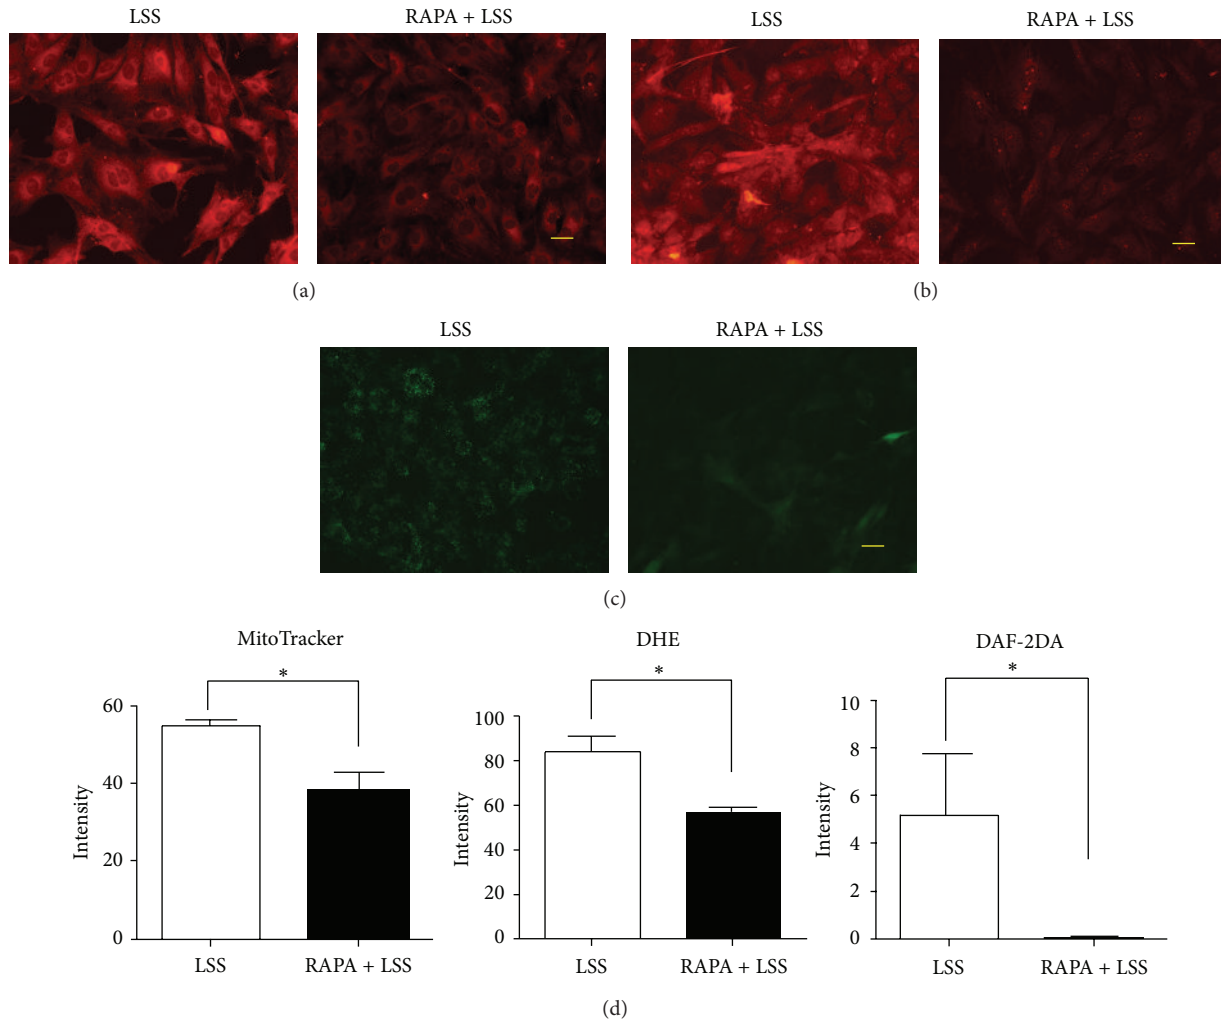 LSS
RAPA + LSS
LSS
RAPA + LSS
(a)
(b)
LSS
RAPA + LSS
(c)
MitoTracker
*
60
40
20
0
Intensity
LSS
RAPA + LSS
DHE
*
100
80
60
40
20
0
Intensity
LSS
RAPA + LSS
DAF-2DA
*
10
8
6
4
2
0
Intensity
LSS
RAPA + LSS
(d)